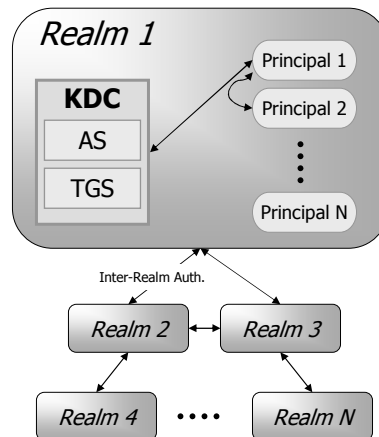 Realm 1
Principal 1
KDC
Principal 2
AS
TGS
Principal N
Inter-Realm Auth.
Realm 2
Realm 3
Realm 4
Realm N